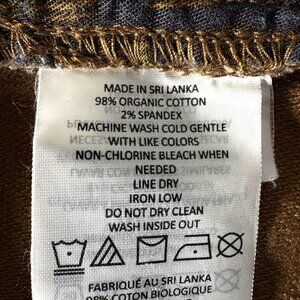 MADE IN SRI LANKA
98% ORGANIC COTTON
2% SPANDEX
MACHINE WASH COLD GENTLE
WITH LIKE COLORS
NON-CHLORINE BLEACH WHEN
NEEDED
LINE DRY
IRON LOW
DO NOT DRY CLEAN
WASH INSIDE OUT
FABRIQUÉ AU SRI LANKA
98% COTON BIOLOGIQUE